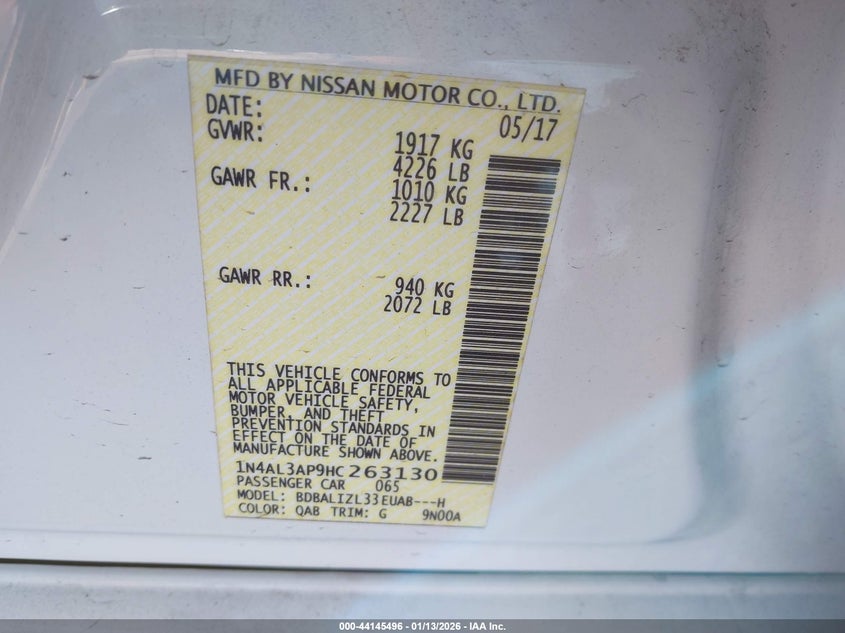 MFD BY NISSAN MOTOR CO., LTD.
DATE: 05/17
GVWR: 1917 KG
4226 LB
GAWR FR.: 1010 KG
2227 LB
GAWR RR.: 940 KG
2072 LB
THIS VEHICLE CONFORMS TO
ALL APPLICABLE FEDERAL
MOTOR VEHICLE SAFETY,
BUMPER, AND THEFT
PREVENTION STANDARDS IN
EFFECT ON THE DATE OF
MANUFACTURE SHOWN ABOVE.
1N4AL3AP9HC263130
PASSENGER CAR 065
MODEL: BDBALIZL33EUAB---H
COLOR: QAB TRIM: G 9N00A
000-44145496 - 01/13/2026 - IAA Inc.